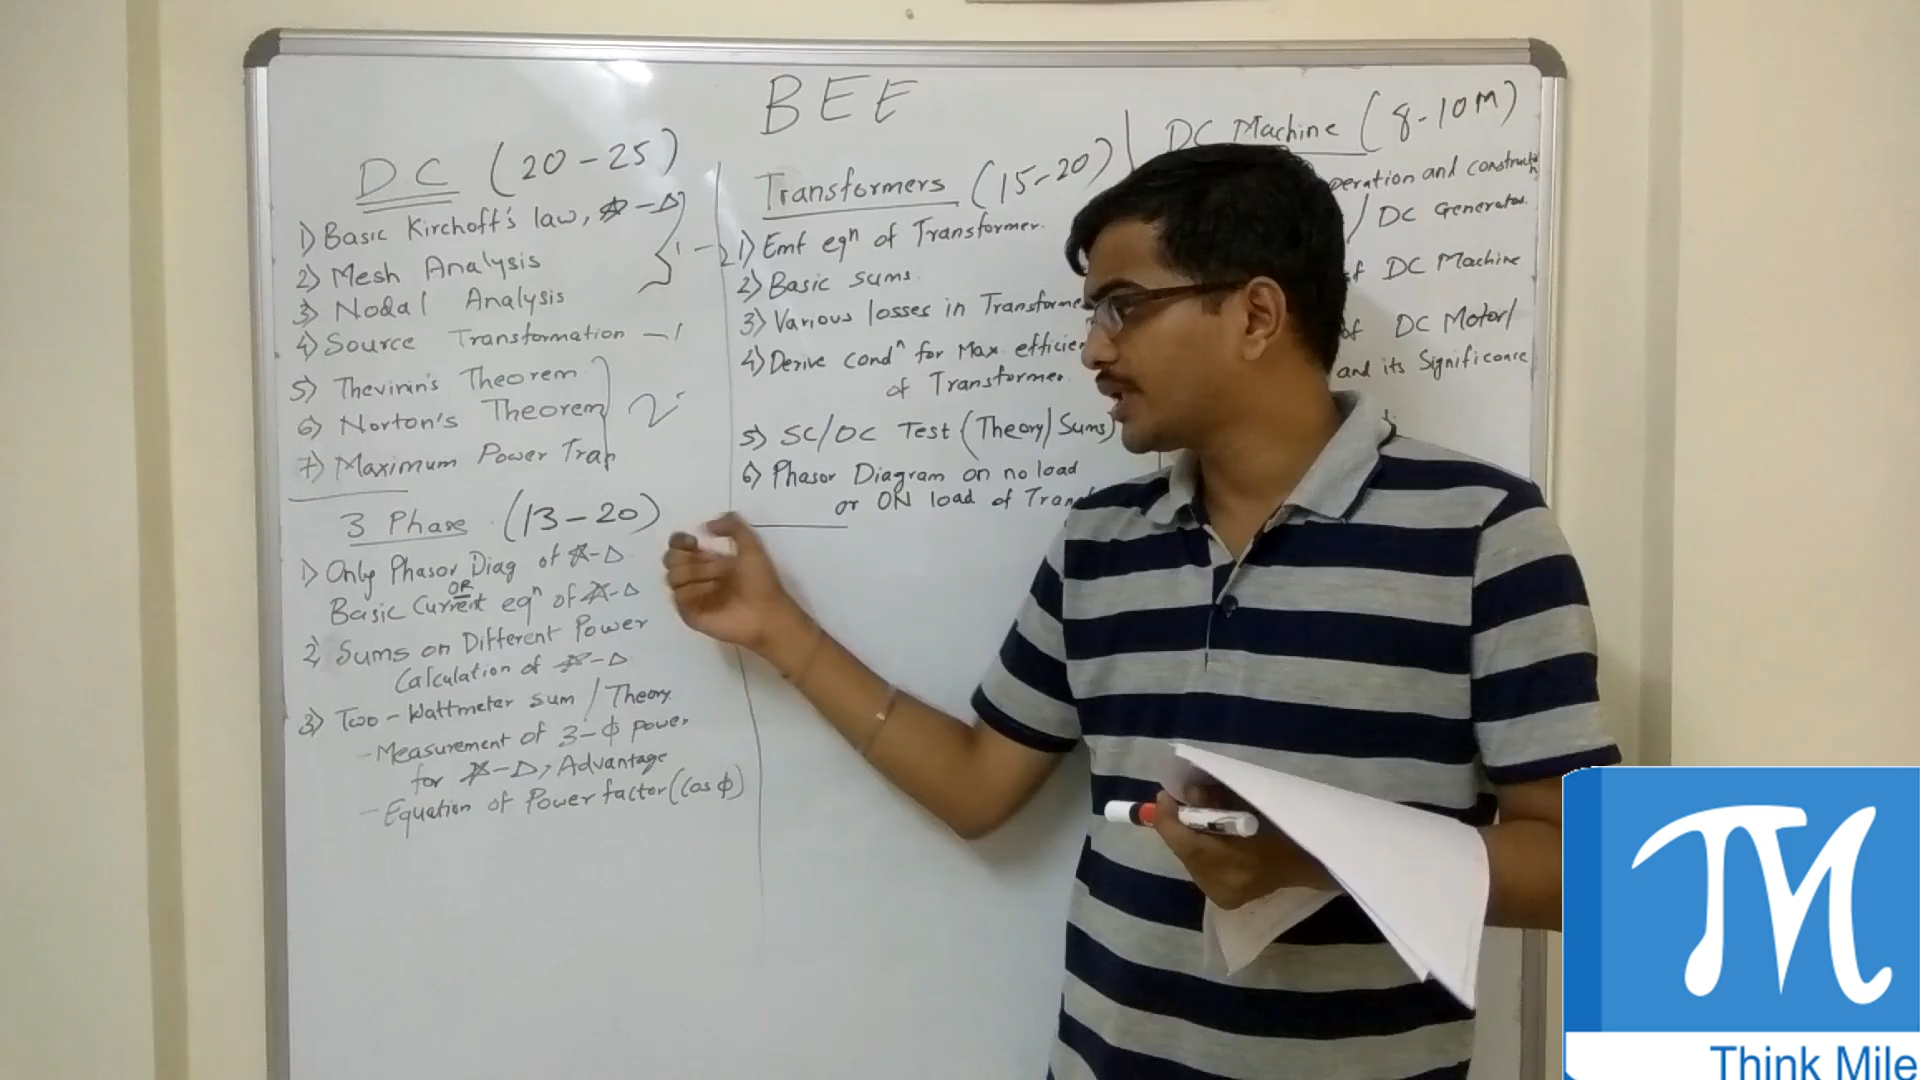 BEE
D.C (20-25)
1) Basic Kirchoff's law, ☆-Δ
2) Mesh Analysis
3) Nodal Analysis
4) Source Transformation -1
5) Thevinin's Theorem
6) Norton's Theorem
7) Maximum Power Trap
3 Phase (13-20)
1) Only Phasor Diag of ☆-Δ
OR
Basic Current eqn of ☆-Δ
2) Sums on Different Power
Calculation of ☆-Δ
3) Two-Wattmeter sum / Theory
- Measurement of 3-ϕ power
for ☆-Δ, Advantage
- Equation of Power factor (cos ϕ)
Transformers (15-20)
1) Emf eqn of Transformer.
2) Basic sums.
3) Various losses in Transforme
4) Derive condn for Max efficien
of Transformer.
5) SC/OC Test (Theory/Sums)
6) Phasor Diagram on no load
or ON load of Tran
DC Machine (8-10M)
peration and construct
/ DC Generator.
of DC Machine
of DC Motor/
and its Significance
TM
Think Mile